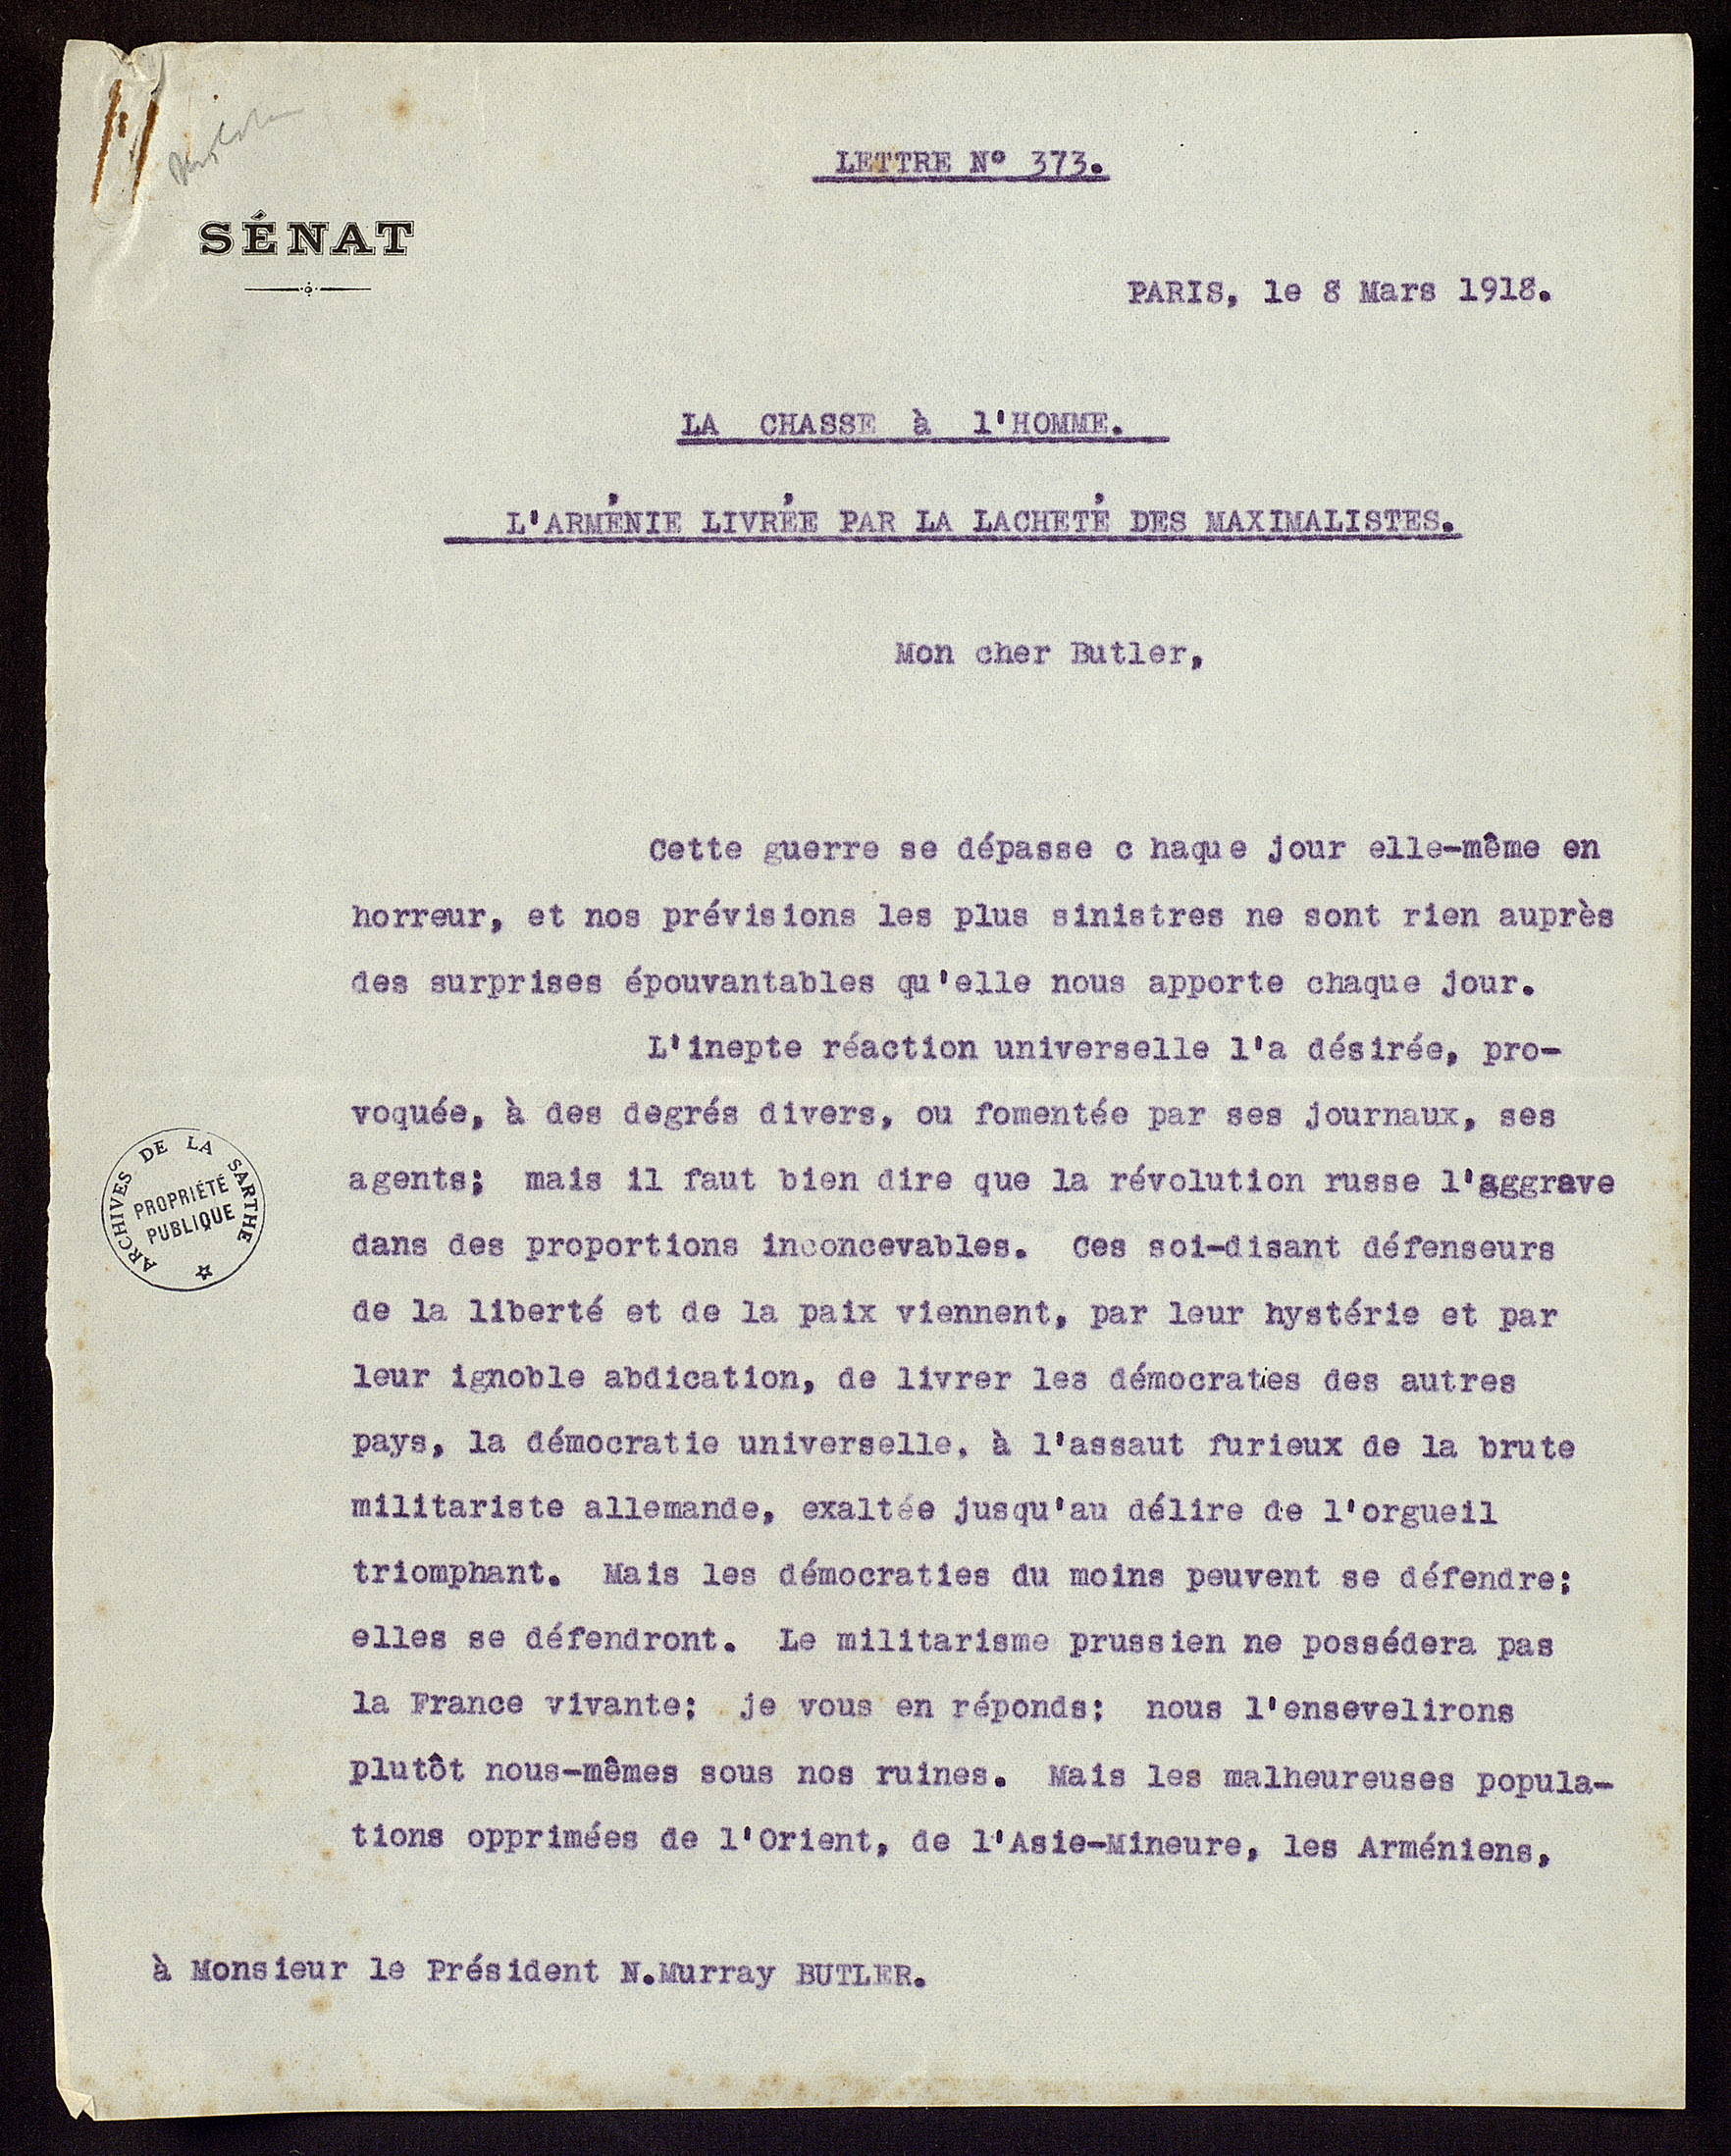 LETTRE N° 373.
SÉNAT
PARIS, le 8 Mars 1918.
LA CHASSE à l'HOMME.
L'ARMÉNIE LIVRÉE PAR LA LACHETÉ DES MAXIMALISTES.
Mon cher Butler,
Cette guerre se dépasse c haque jour elle-même en
horreur, et nos prévisions les plus sinistres ne sont rien auprès
des surprises épouvantables qu'elle nous apporte chaque jour.
L'inepte réaction universelle l'a désirée, pro-
voquée, à des degrés divers, ou fomentée par ses journaux, ses
agents; mais il faut bien dire que la révolution russe l'aggrave
dans des proportions inconcevables. Ces soi-disant défenseurs
de la liberté et de la paix viennent, par leur hystérie et par
leur ignoble abdication, de livrer les démocraties des autres
pays, la démocratie universelle, à l'assaut furieux de la brute
militariste allemande, exaltée jusqu'au délire de l'orgueil
triomphant. Mais les démocraties du moins peuvent se défendre;
elles se défendront. Le militarisme prussien ne possédera pas
la France vivante; je vous en réponds; nous l'ensevelirons
plutôt nous-mêmes sous nos ruines. Mais les malheureuses popula-
tions opprimées de l'Orient, de l'Asie-Mineure, les Arméniens,
à Monsieur le Président N.Murray BUTLER.
ARCHIVES DE LA SARTHE
PROPRIÉTÉ
PUBLIQUE